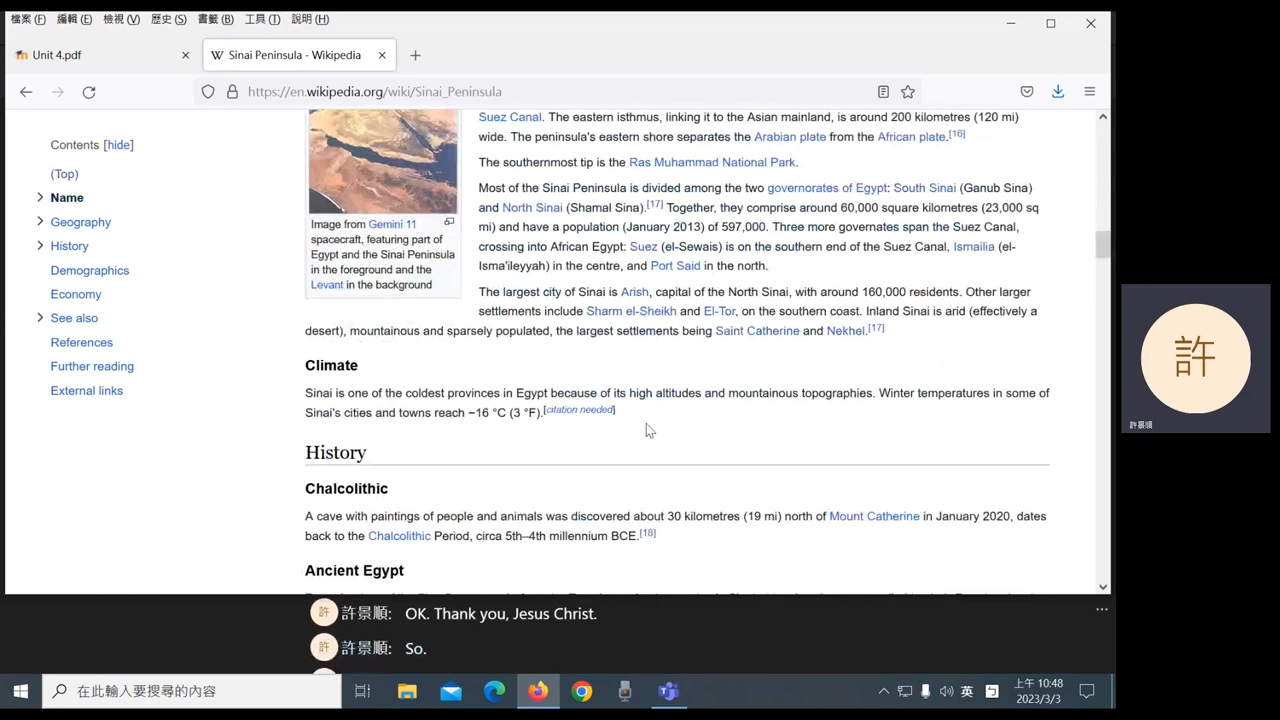 檔案 (F) 編輯 (E) 檢視 (V) 歷史 (S) 書籤 (B) 工具 (T) 說明 (H)
Unit 4.pdf
Sinai Peninsula - Wikipedia
https://en.wikipedia.org/wiki/Sinai_Peninsula
Contents [hide]
(Top)
Name
Geography
History
Demographics
Economy
See also
References
Further reading
External links
Image from Gemini 11
spacecraft, featuring part of
Egypt and the Sinai Peninsula
in the foreground and the
Levant in the background
Suez Canal. The eastern isthmus, linking it to the Asian mainland, is around 200 kilometres (120 mi)
wide. The peninsula's eastern shore separates the Arabian plate from the African plate.[16]
The southernmost tip is the Ras Muhammad National Park.
Most of the Sinai Peninsula is divided among the two governorates of Egypt: South Sinai (Ganub Sina)
and North Sinai (Shamal Sina).[17] Together, they comprise around 60,000 square kilometres (23,000 sq
mi) and have a population (January 2013) of 597,000. Three more governates span the Suez Canal,
crossing into African Egypt: Suez (el-Sewais) is on the southern end of the Suez Canal, Ismailia (el-
Isma'ileyyah) in the centre, and Port Said in the north.
The largest city of Sinai is Arish, capital of the North Sinai, with around 160,000 residents. Other larger
settlements include Sharm el-Sheikh and El-Tor, on the southern coast. Inland Sinai is arid (effectively a
desert), mountainous and sparsely populated, the largest settlements being Saint Catherine and Nekhel.[17]
Climate
Sinai is one of the coldest provinces in Egypt because of its high altitudes and mountainous topographies. Winter temperatures in some of
Sinai's cities and towns reach −16 °C (3 °F).[citation needed]
History
Chalcolithic
A cave with paintings of people and animals was discovered about 30 kilometres (19 mi) north of Mount Catherine in January 2020, dates
back to the Chalcolithic Period, circa 5th–4th millennium BCE.[18]
Ancient Egypt
許
許景順
許 許景順: OK. Thank you, Jesus Christ.
許 許景順: So.
在此輸入要搜尋的內容
英
上午 10:48
2023/3/3